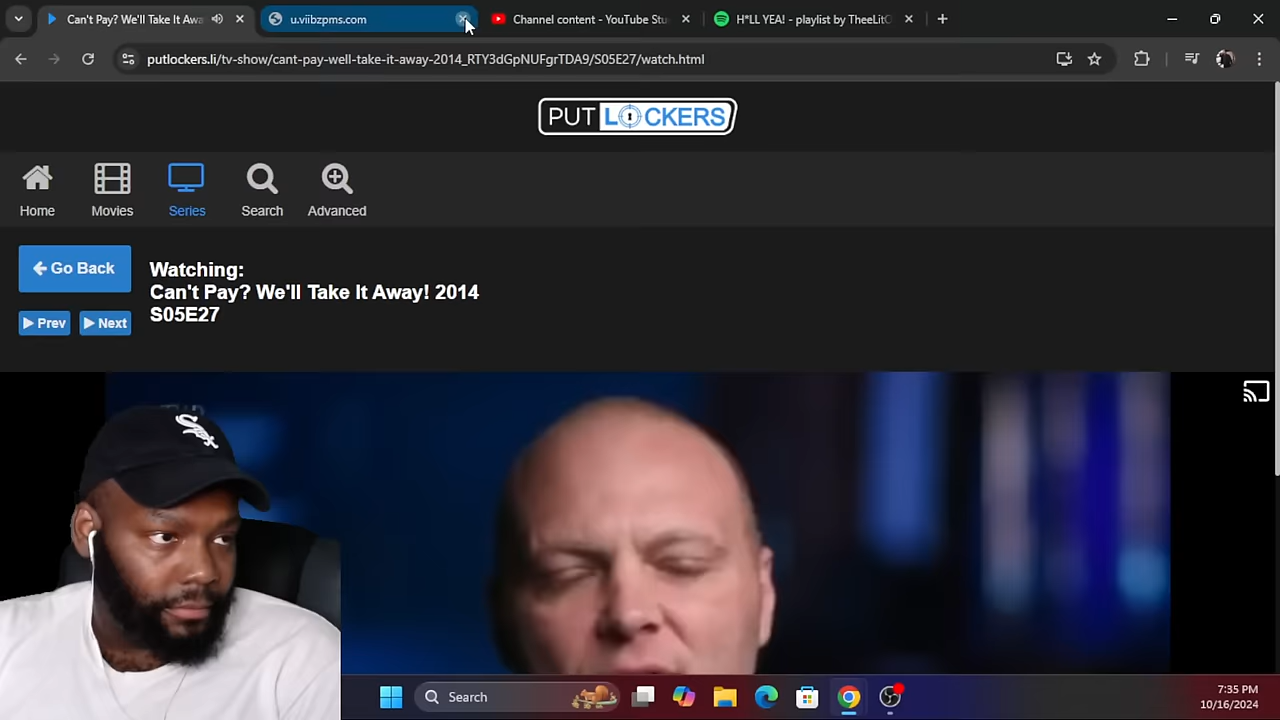 Can't Pay? We'll Take It Awa
u.viibzpms.com
Channel content - YouTube Stu
H*LL YEA! - playlist by TheeLitO
putlockers.li/tv-show/cant-pay-well-take-it-away-2014_RTY3dGpNUFgrTDA9/S05E27/watch.html
PUT LOCKERS
Home
Movies
Series
Search
Advanced
Go Back
Watching:
Can't Pay? We'll Take It Away! 2014
S05E27
Prev
Next
Sox
Search
7:35 PM
10/16/2024